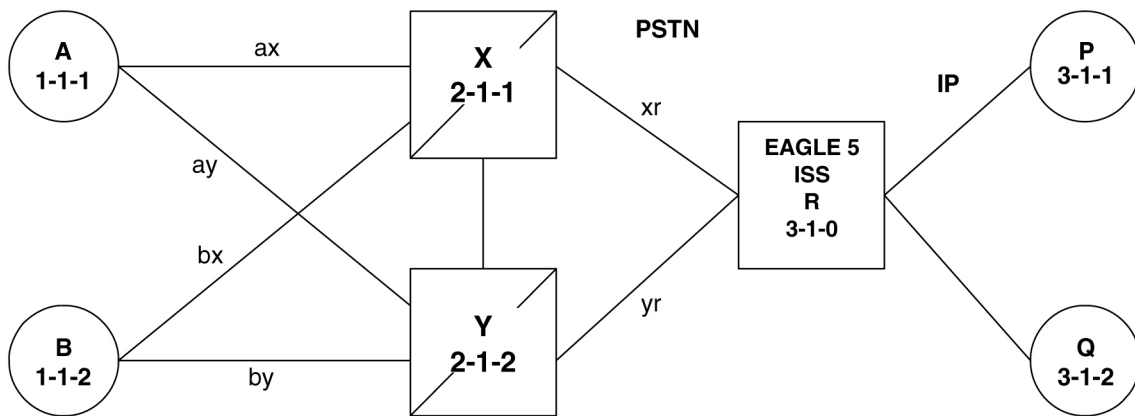 A
1-1-1
ax
X
2-1-1
PSTN
xr
IP
P
3-1-1
ay
EAGLE 5
ISS
R
3-1-0
bx
yr
B
1-1-2
by
Y
2-1-2
Q
3-1-2